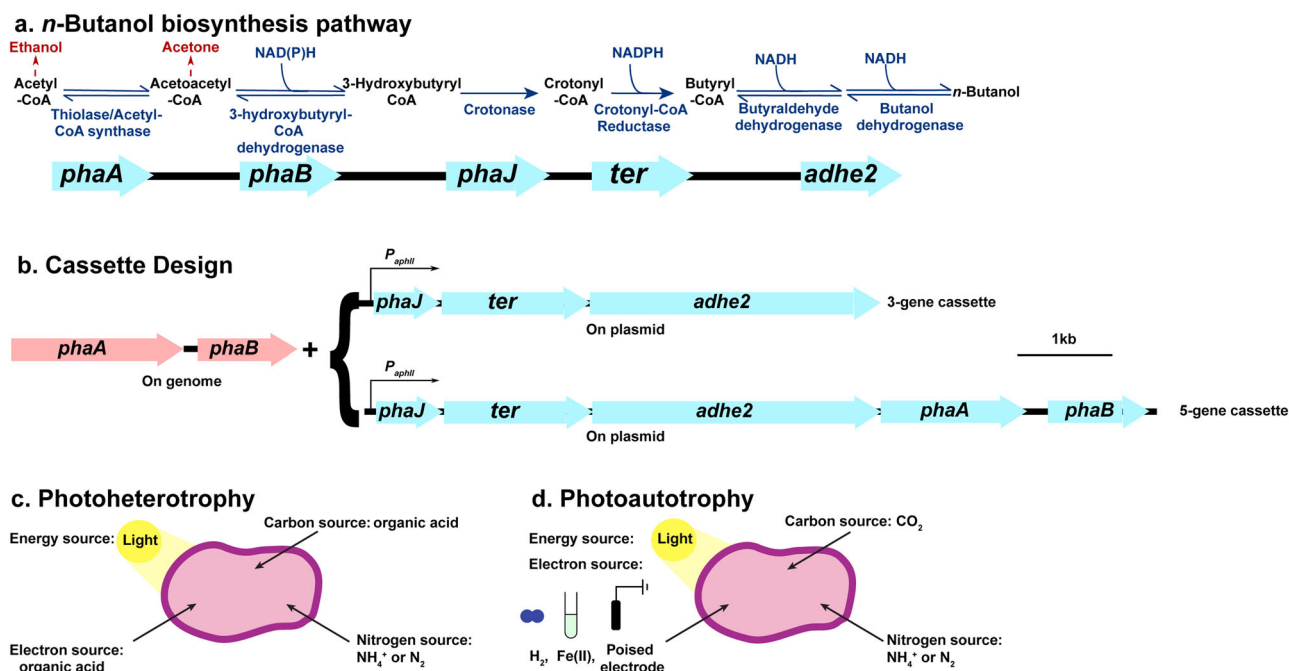 a. n-Butanol biosynthesis pathway
Ethanol
Acetone
NAD(P)H
NADPH
NADH
NADH
Acetyl
-CoA
Acetoacetyl
-CoA
3-Hydroxybutyryl
CoA
Crotonyl
-CoA
Butyryl
-CoA
n-Butanol
Thiolase/Acetyl-
CoA synthase
3-hydroxybutyryl-
CoA
dehydrogenase
Crotonase
Crotonyl-CoA
Reductase
Butyraldehyde
dehydrogenase
Butanol
dehydrogenase
phaA
phaB
phaJ
ter
adhe2
b. Cassette Design
PaphII
phaJ
ter
adhe2
3-gene cassette
On plasmid
phaA
phaB
+
{
On genome
1kb
PaphII
phaJ
ter
adhe2
phaA
phaB
5-gene cassette
On plasmid
c. Photoheterotrophy
Carbon source: organic acid
Energy source:
Light
Electron source:
organic acid
Nitrogen source:
NH4+ or N2
d. Photoautotrophy
Carbon source: CO2
Energy source:
Light
Electron source:
H2, Fe(II), Poised
electrode
Nitrogen source:
NH4+ or N2